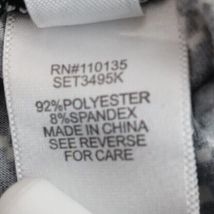 RN#110135
SET3495K
92%POLYESTER
8%SPANDEX
MADE IN CHINA
SEE REVERSE
FOR CARE